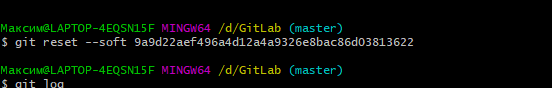 Максим@LAPTOP-4EQSN15F MINGW64 /d/GitLab (master)
$ git reset --soft 9a9d22aef496a4d12a4a9326e8bac86d03813622
Максим@LAPTOP-4EQSN15F MINGW64 /d/GitLab (master)
$ git log